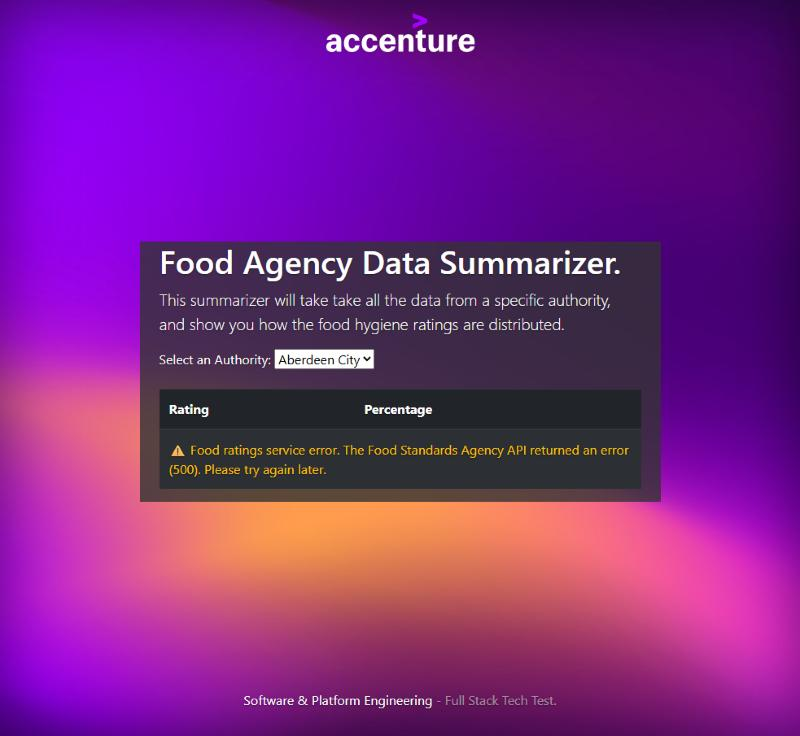 accenture
Food Agency Data Summarizer.
This summarizer will take take all the data from a specific authority,
and show you how the food hygiene ratings are distributed.
Select an Authority: Aberdeen City
Rating Percentage
⚠ Food ratings service error. The Food Standards Agency API returned an error
(500). Please try again later.
Software & Platform Engineering - Full Stack Tech Test.